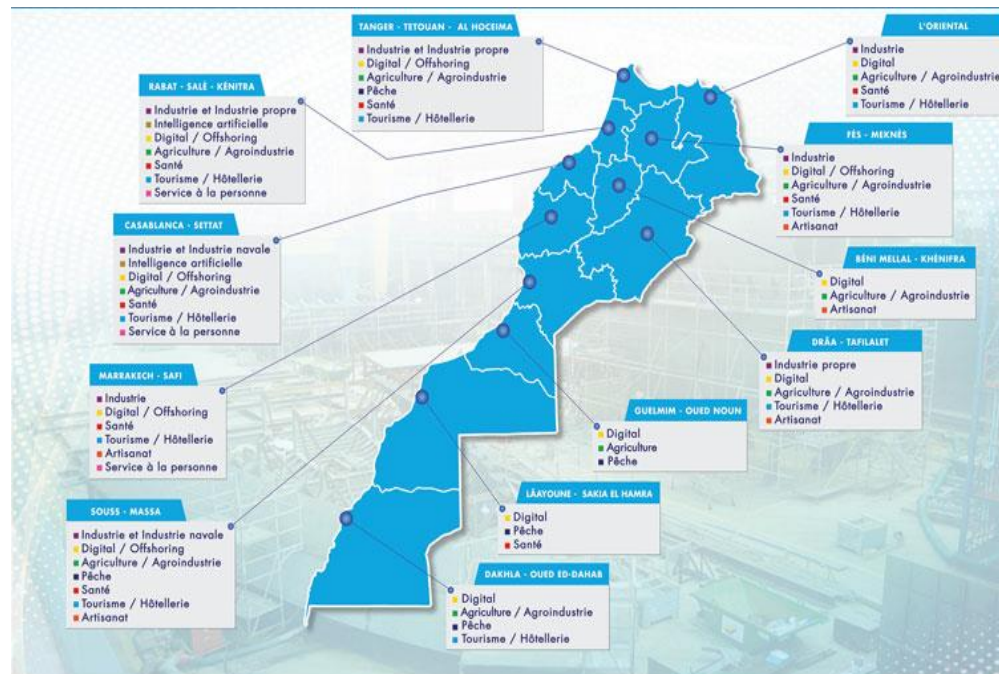 TANGER - TETOUAN - AL HOCEIMA
Industrie et Industrie propre
Digital / Offshoring
Agriculture / Agroindustrie
Pêche
Santé
Tourisme / Hôtellerie
L'ORIENTAL
Industrie
Digital
Agriculture / Agroindustrie
Santé
Tourisme / Hôtellerie
RABAT - SALÉ - KÉNITRA
Industrie et Industrie propre
Intelligence artificielle
Digital / Offshoring
Agriculture / Agroindustrie
Santé
Tourisme / Hôtellerie
Service à la personne
FÈS - MEKNÈS
Industrie
Digital / Offshoring
Agriculture / Agroindustrie
Santé
Tourisme / Hôtellerie
Artisanat
CASABLANCA - SETTAT
Industrie et Industrie navale
Intelligence artificielle
Digital / Offshoring
Agriculture / Agroindustrie
Santé
Tourisme / Hôtellerie
Service à la personne
BÉNI MELLAL - KHÉNIFRA
Digital
Agriculture / Agroindustrie
Artisanat
DRÂA - TAFILALET
Industrie propre
Digital
Agriculture / Agroindustrie
Tourisme / Hôtellerie
Artisanat
MARRAKECH - SAFI
Industrie
Digital / Offshoring
Santé
Tourisme / Hôtellerie
Artisanat
Service à la personne
GUELMIM - OUED NOUN
Digital
Agriculture
Pêche
SOUSS - MASSA
Industrie et Industrie navale
Digital / Offshoring
Agriculture / Agroindustrie
Pêche
Santé
Tourisme / Hôtellerie
Artisanat
LÂAYOUNE - SAKIA EL HAMRA
Digital
Pêche
Santé
DAKHLA - OUED ED-DAHAB
Digital
Agriculture / Agroindustrie
Pêche
Tourisme / Hôtellerie